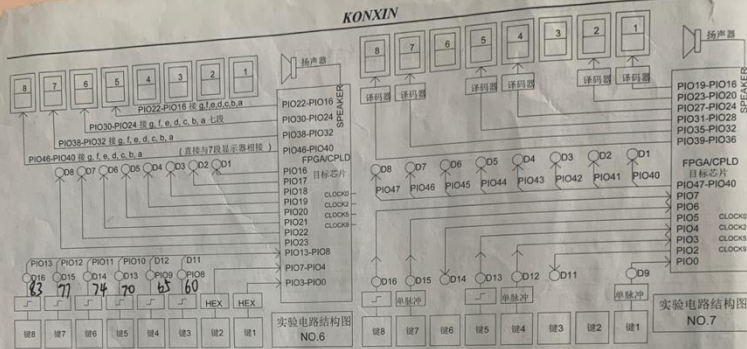 KONXIN
8 7 6 5 4 3 2 1
扬声器
SPEAKER
PIO22-PIO16 接 g,f,e,d,c,b,a
PIO30-PIO24 接 g, f, e, d, c, b, a 七段
PIO38-PIO32 接 g, f, e, d, c, b, a
PIO46-PIO40 接 g, f, e, d, c, b, a (直接与7段显示器相接)
D8 D7 D6 D5 D4 D3 D2 D1
PIO22-PIO16
PIO30-PIO24
PIO38-PIO32
PIO46-PIO40
FPGA/CPLD
PIO16 目标芯片
PIO17
PIO18 CLOCK0
PIO19 CLOCK2
PIO20 CLOCK5
PIO21 CLOCK9
PIO22
PIO23
PIO13-PIO8
PIO7-PIO4
PIO3-PIO0
PIO13 PIO12 PIO11 PIO10 D12 D11
D16 D15 D14 D13 PIO9 PIO8
83 77 74 70 65 60
HEX HEX
键8 键7 键6 键5 键4 键3 键2 键1
实验电路结构图
NO.6
8 7 6 5 4 3 2 1
扬声器
SPEAKER
译码器 译码器 译码器 译码器 译码器 译码器
PIO19-PIO16
PIO23-PIO20
PIO27-PIO24
PIO31-PIO28
PIO35-PIO32
PIO39-PIO36
FPGA/CPLD
目标芯片
D8 D7 D6 D5 D4 D3 D2 D1
PIO47 PIO46 PIO45 PIO44 PIO43 PIO42 PIO41 PIO40
PIO47-PIO40
PIO7
PIO6
PIO5 CLOCK0
PIO4 CLOCK2
PIO3 CLOCK5
PIO2 CLOCK9
PIO0
D16 D15 D14 D13 D12 D11 D9
单脉冲 单脉冲 单脉冲
键8 键7 键6 键5 键4 键3 键2 键1
实验电路结构图
NO.7